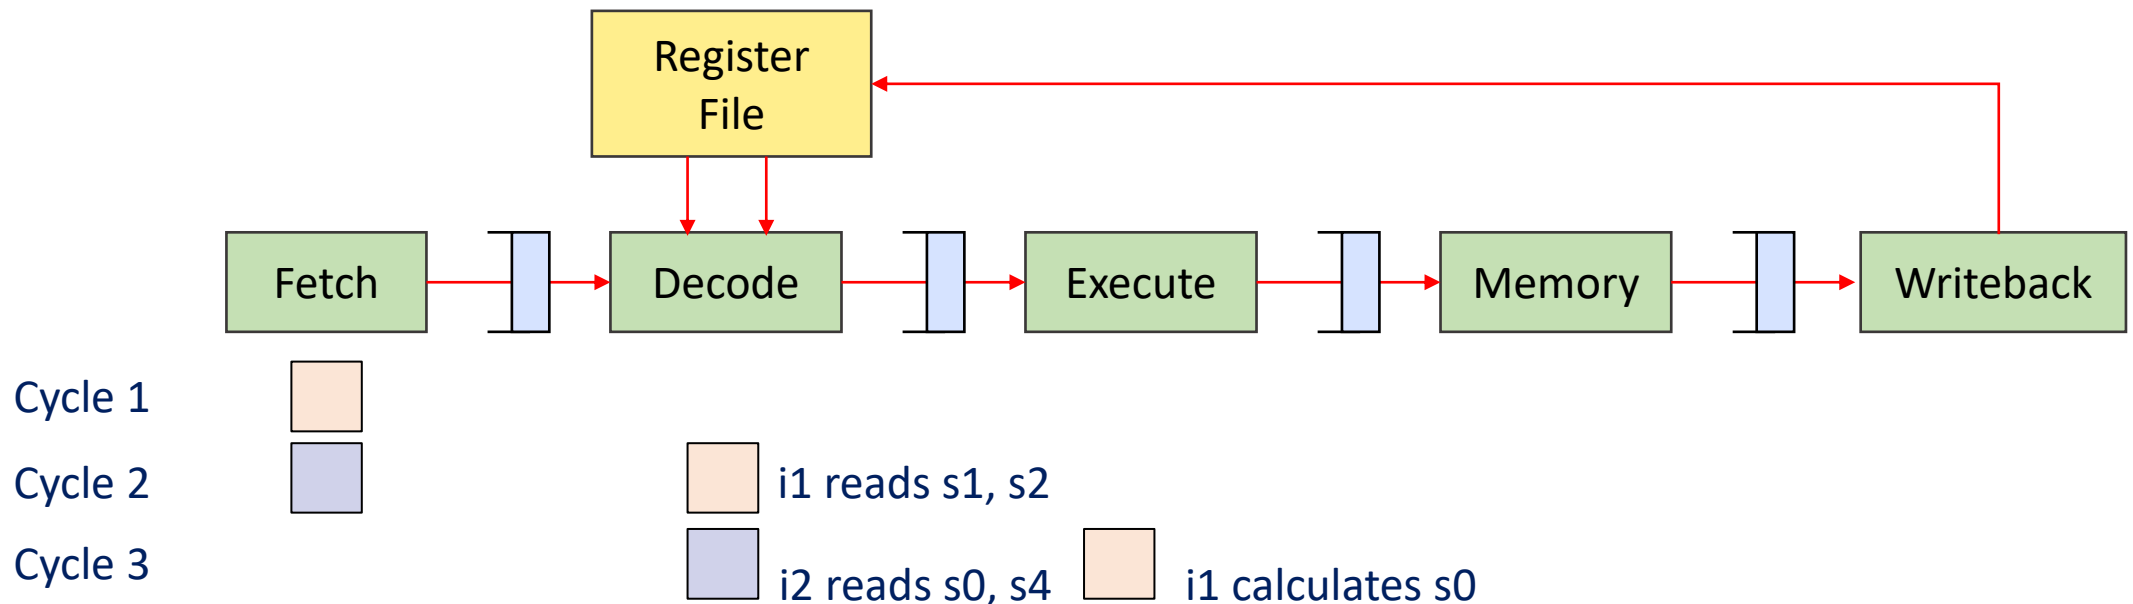 Register
File
Fetch
Decode
Execute
Memory
Writeback
Cycle 1
Cycle 2
i1 reads s1, s2
Cycle 3
i2 reads s0, s4
i1 calculates s0